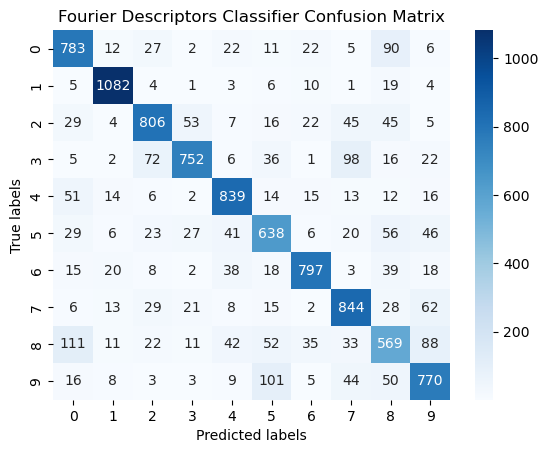 Fourier Descriptors Classifier Confusion Matrix
0 783 12 27 2 22 11 22 5 90 6
1 5 1082 4 1 3 6 10 1 19 4
2 29 4 806 53 7 16 22 45 45 5
3 5 2 72 752 6 36 1 98 16 22
4 51 14 6 2 839 14 15 13 12 16
5 29 6 23 27 41 638 6 20 56 46
6 15 20 8 2 38 18 797 3 39 18
7 6 13 29 21 8 15 2 844 28 62
8 111 11 22 11 42 52 35 33 569 88
9 16 8 3 3 9 101 5 44 50 770
0 1 2 3 4 5 6 7 8 9
Predicted labels
True labels
1000
800
600
400
200